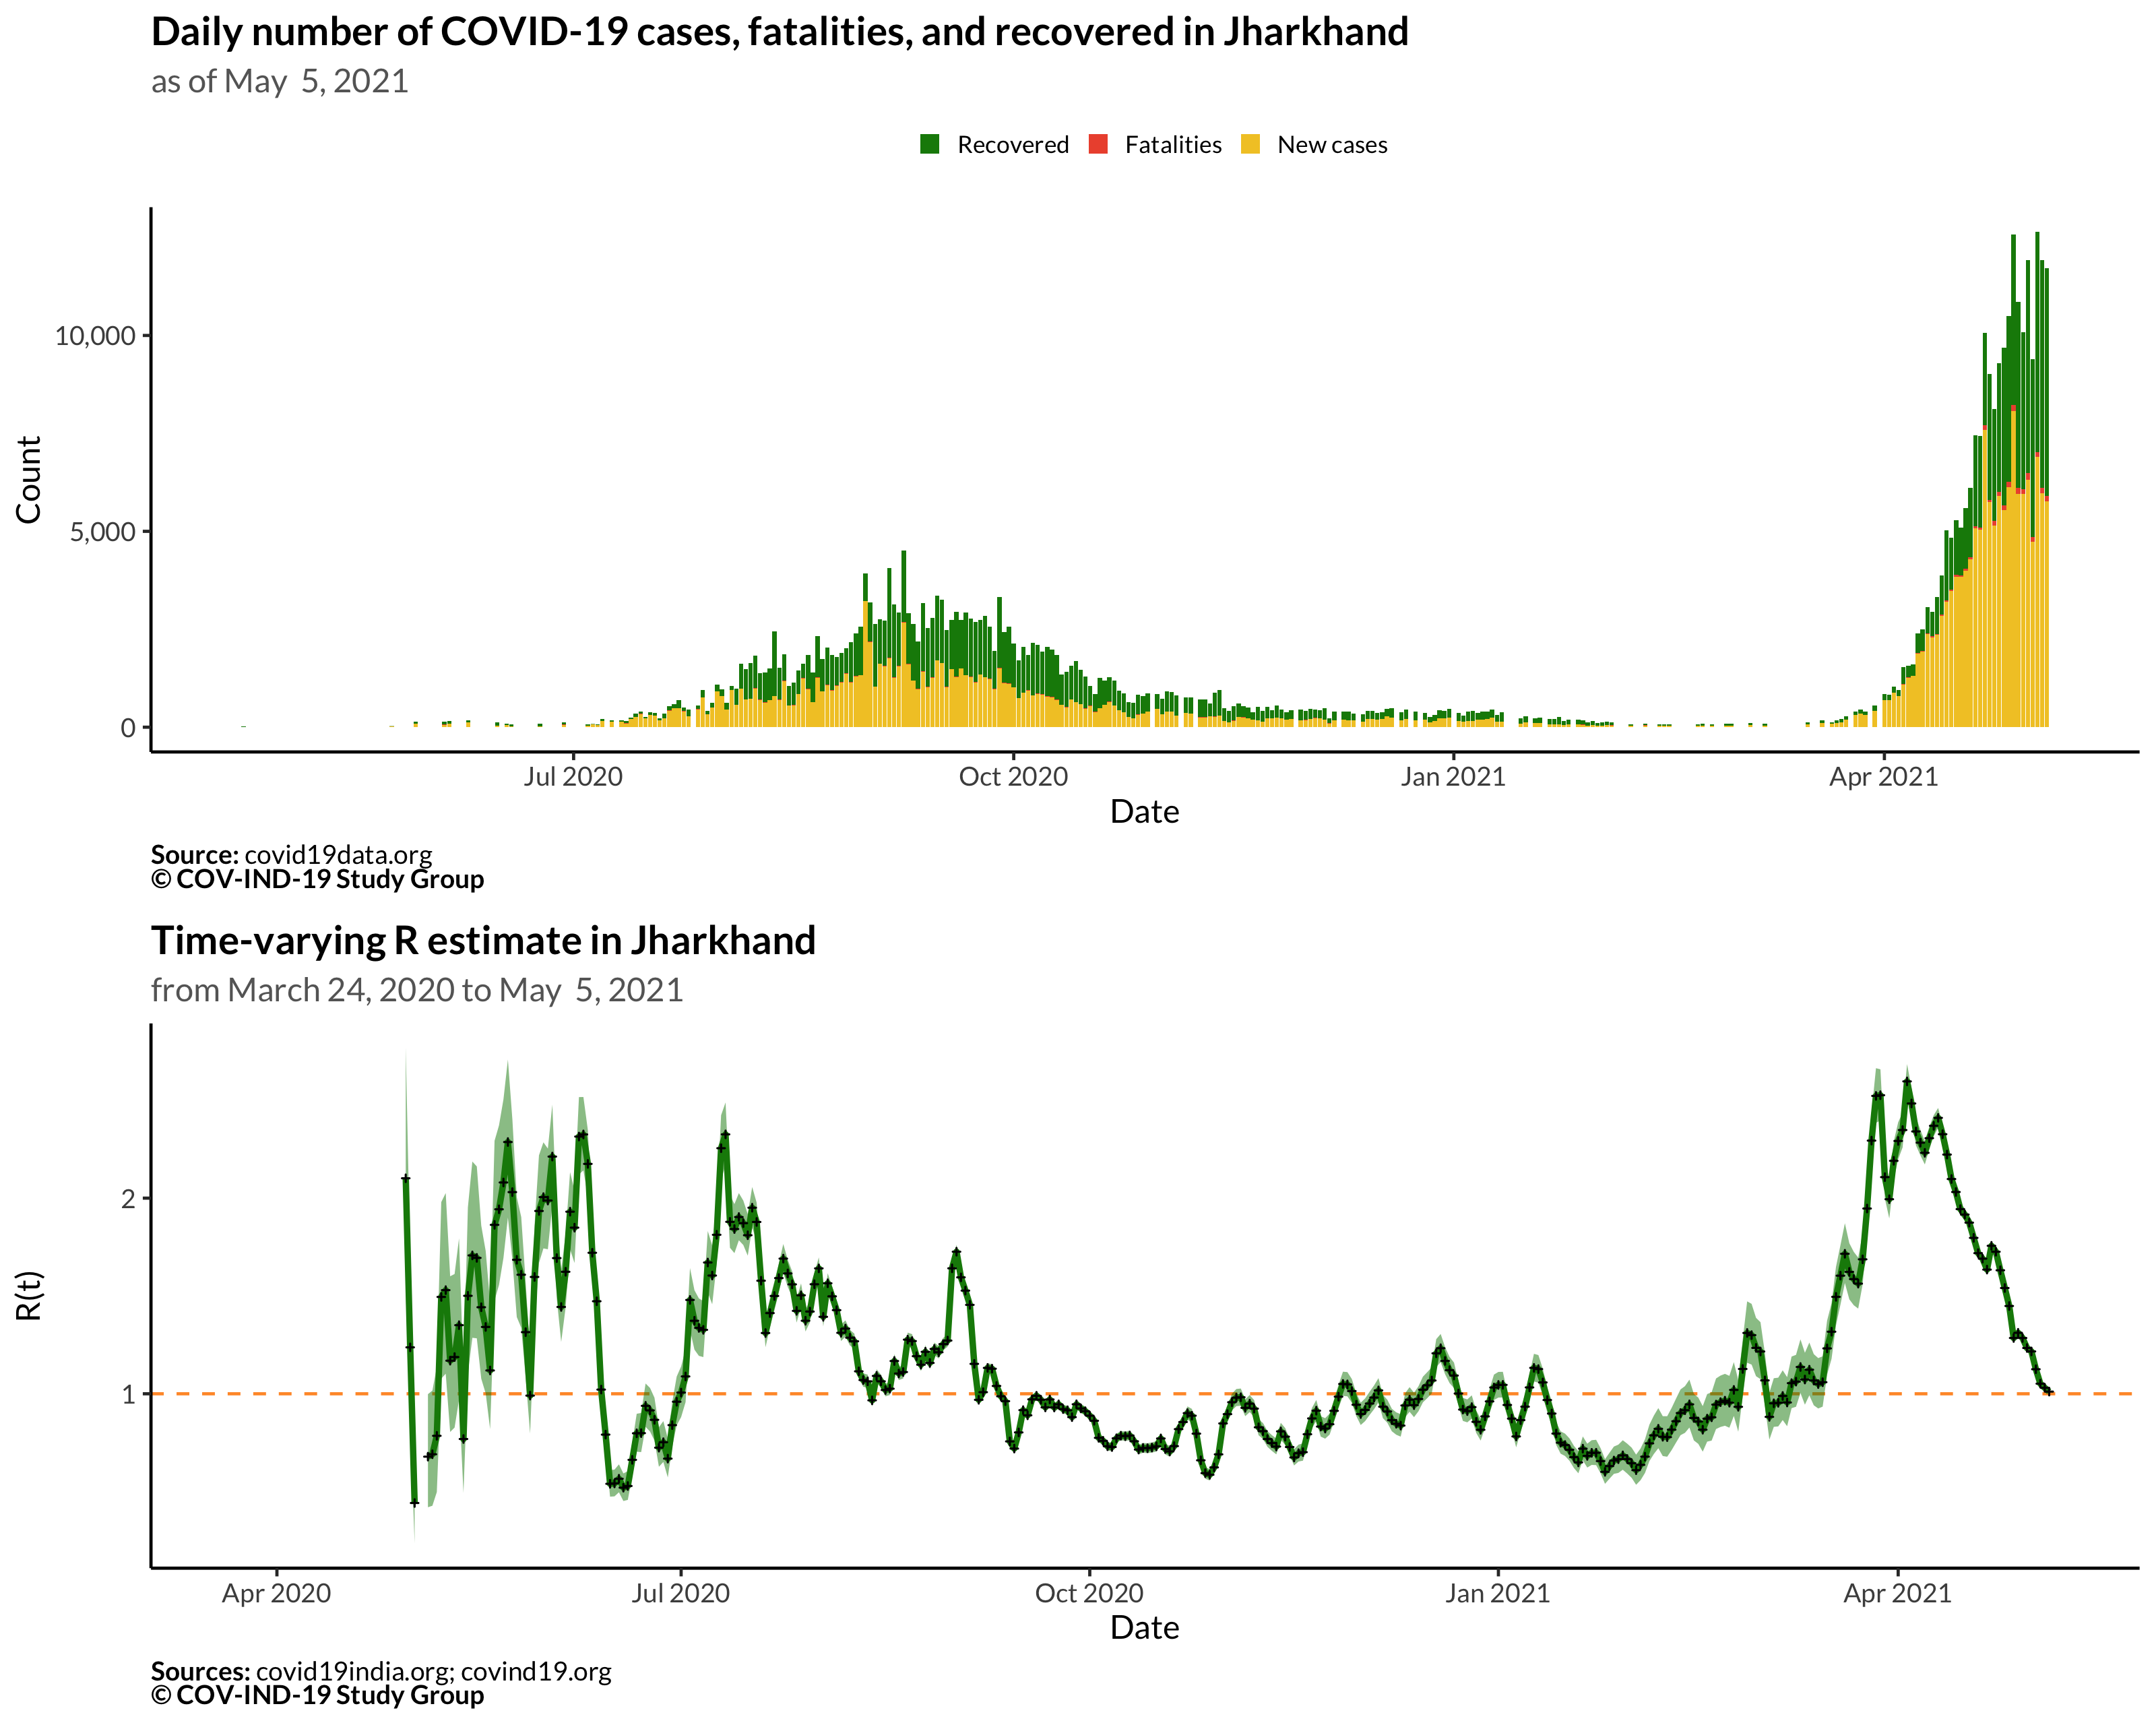 Daily number of COVID-19 cases, fatalities, and recovered in Jharkhand
as of May  5, 2021
Recovered Fatalities New cases
Count
10,000
5,000
0
Jul 2020 Oct 2020 Jan 2021 Apr 2021
Date
Source: covid19data.org
© COV-IND-19 Study Group
Time-varying R estimate in Jharkhand
from March 24, 2020 to May  5, 2021
R(t)
2
1
Apr 2020 Jul 2020 Oct 2020 Jan 2021 Apr 2021
Date
Sources: covid19india.org; covind19.org
© COV-IND-19 Study Group